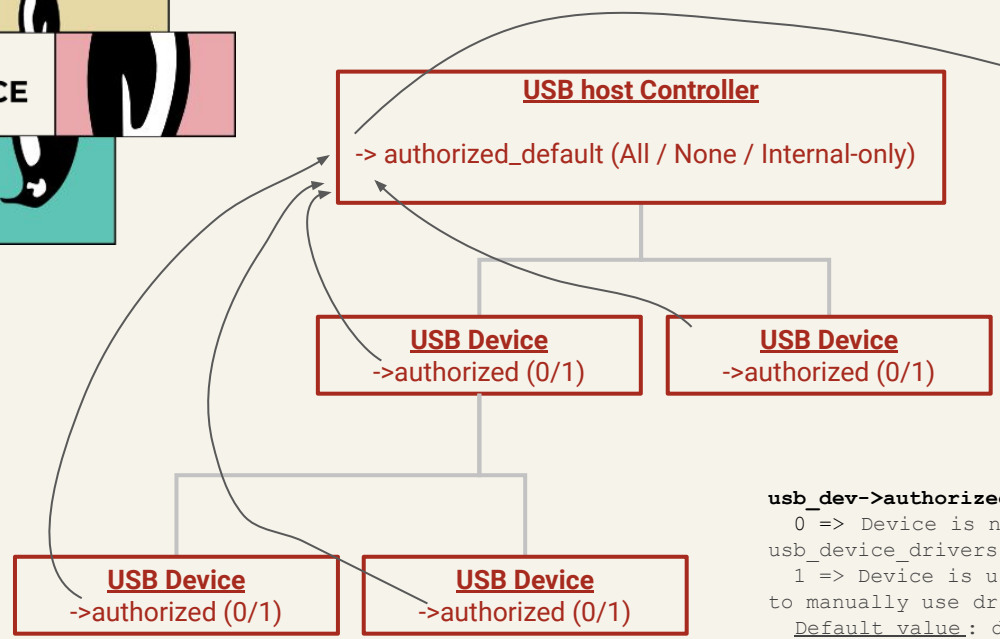 CE
USB host Controller
-> authorized_default (All / None / Internal-only)
USB Device
->authorized (0/1)
USB Device
->authorized (0/1)
usb_dev->authorized
0 => Device is n
usb_device_drivers
1 => Device is u
to manually use dr
Default value: d
USB Device
->authorized (0/1)
USB Device
->authorized (0/1)